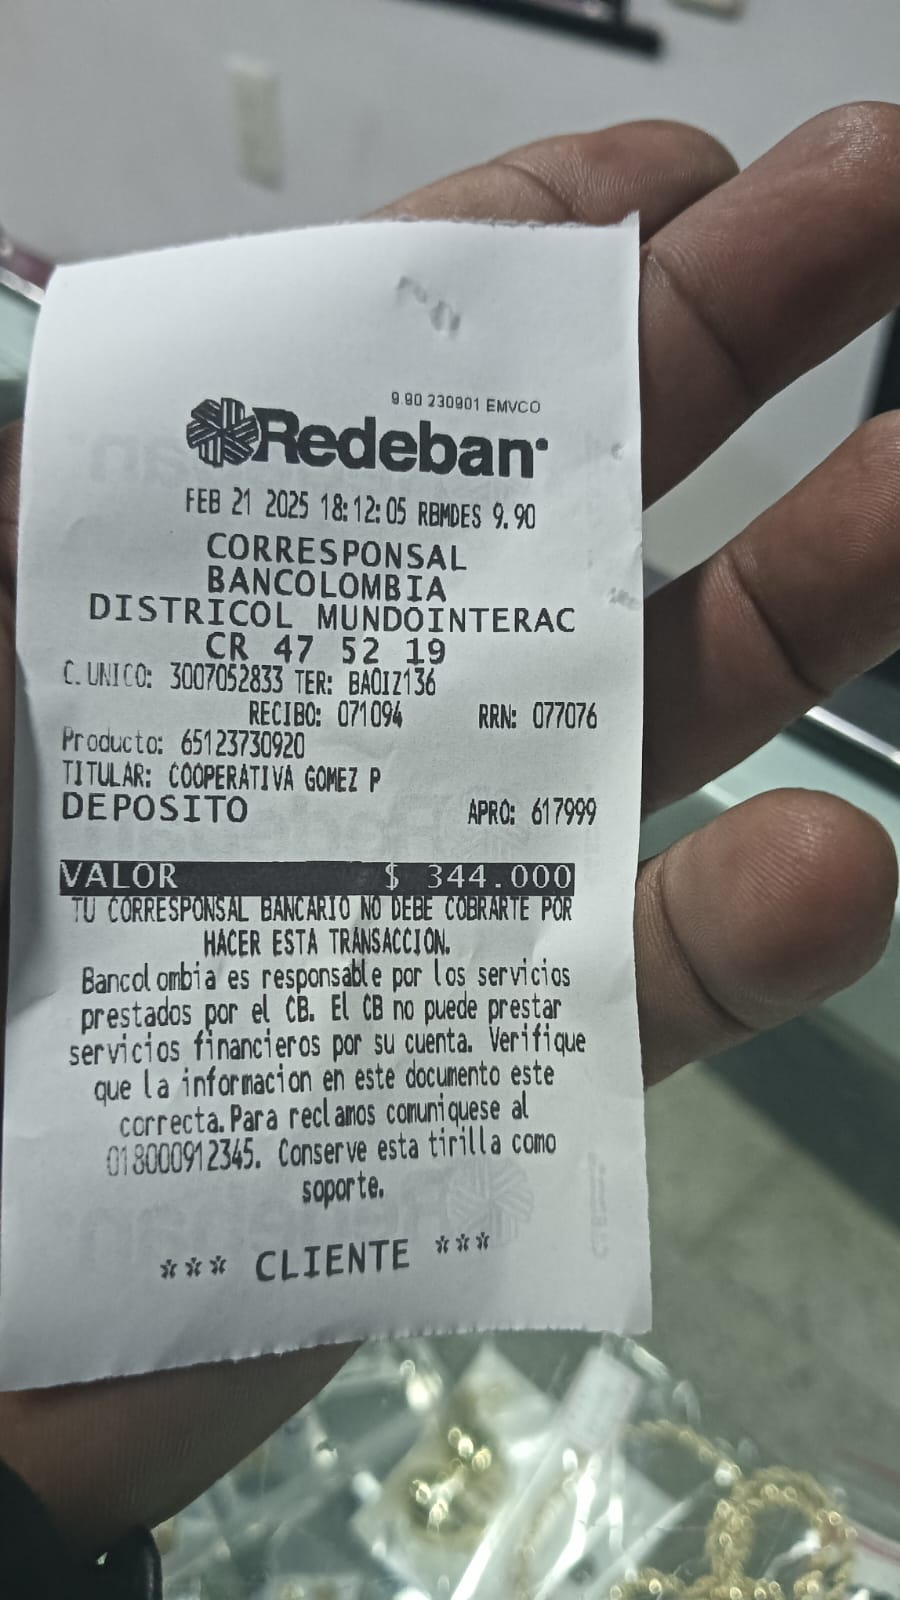 9.90 230901 EMVCO
Redeban
FEB 21 2025 18:12:05 RBMDES 9.90
CORRESPONSAL
BANCOLOMBIA
DISTRICOL MUNDOINTERAC
CR 47 52 19
C.UNICO: 3007052833 TER: BAOIZ136
RECIBO: 071094 RRN: 077076
Producto: 65123730920
TITULAR: COOPERATIVA GOMEZ P
DEPOSITO APRO: 617999
VALOR $ 344.000
TU CORRESPONSAL BANCARIO NO DEBE COBRARTE POR
HACER ESTA TRANSACCION.
Bancolombia es responsable por los servicios
prestados por el CB. El CB no puede prestar
servicios financieros por su cuenta. Verifique
que la informacion en este documento este
correcta. Para reclamos comuniquese al
018000912345. Conserve esta tirilla como
soporte.
*** CLIENTE ***